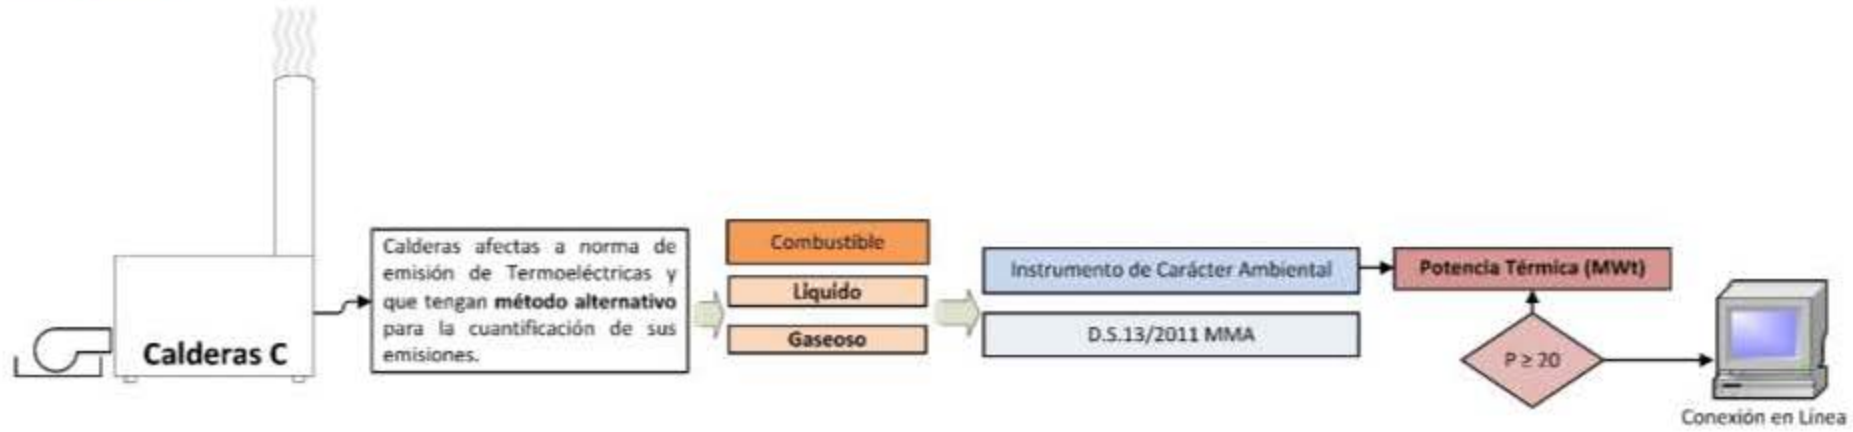 Calderas C
Calderas afectas a norma de
emisión de Termoeléctricas y
que tengan método alternativo
para la cuantificación de sus
emisiones.
Combustible
Líquido
Gaseoso
Instrumento de Carácter Ambiental
D.S.13/2011 MMA
Potencia Térmica (MWt)
P ≥ 20
Conexión en Línea